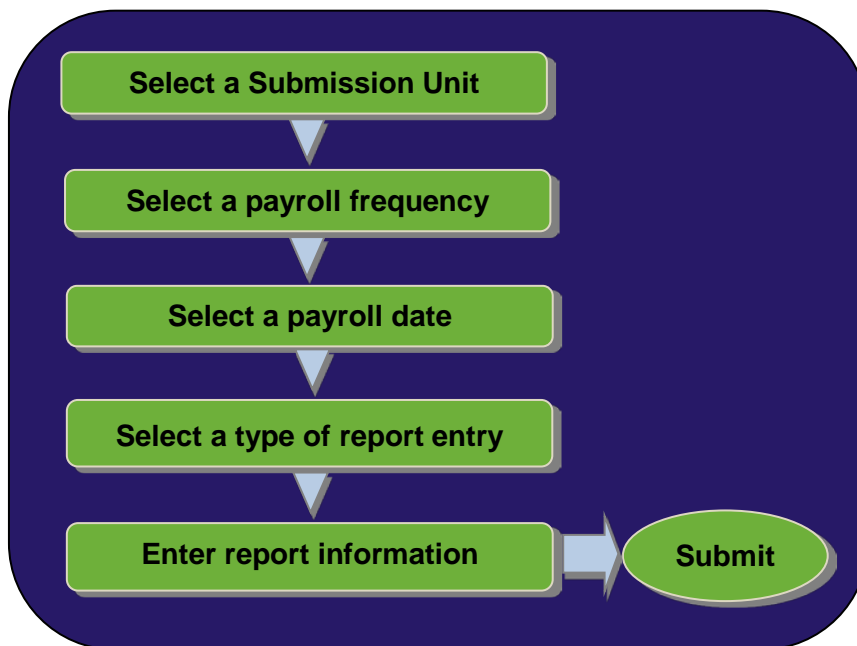 Select a Submission Unit
Select a payroll frequency
Select a payroll date
Select a type of report entry
Enter report information
Submit